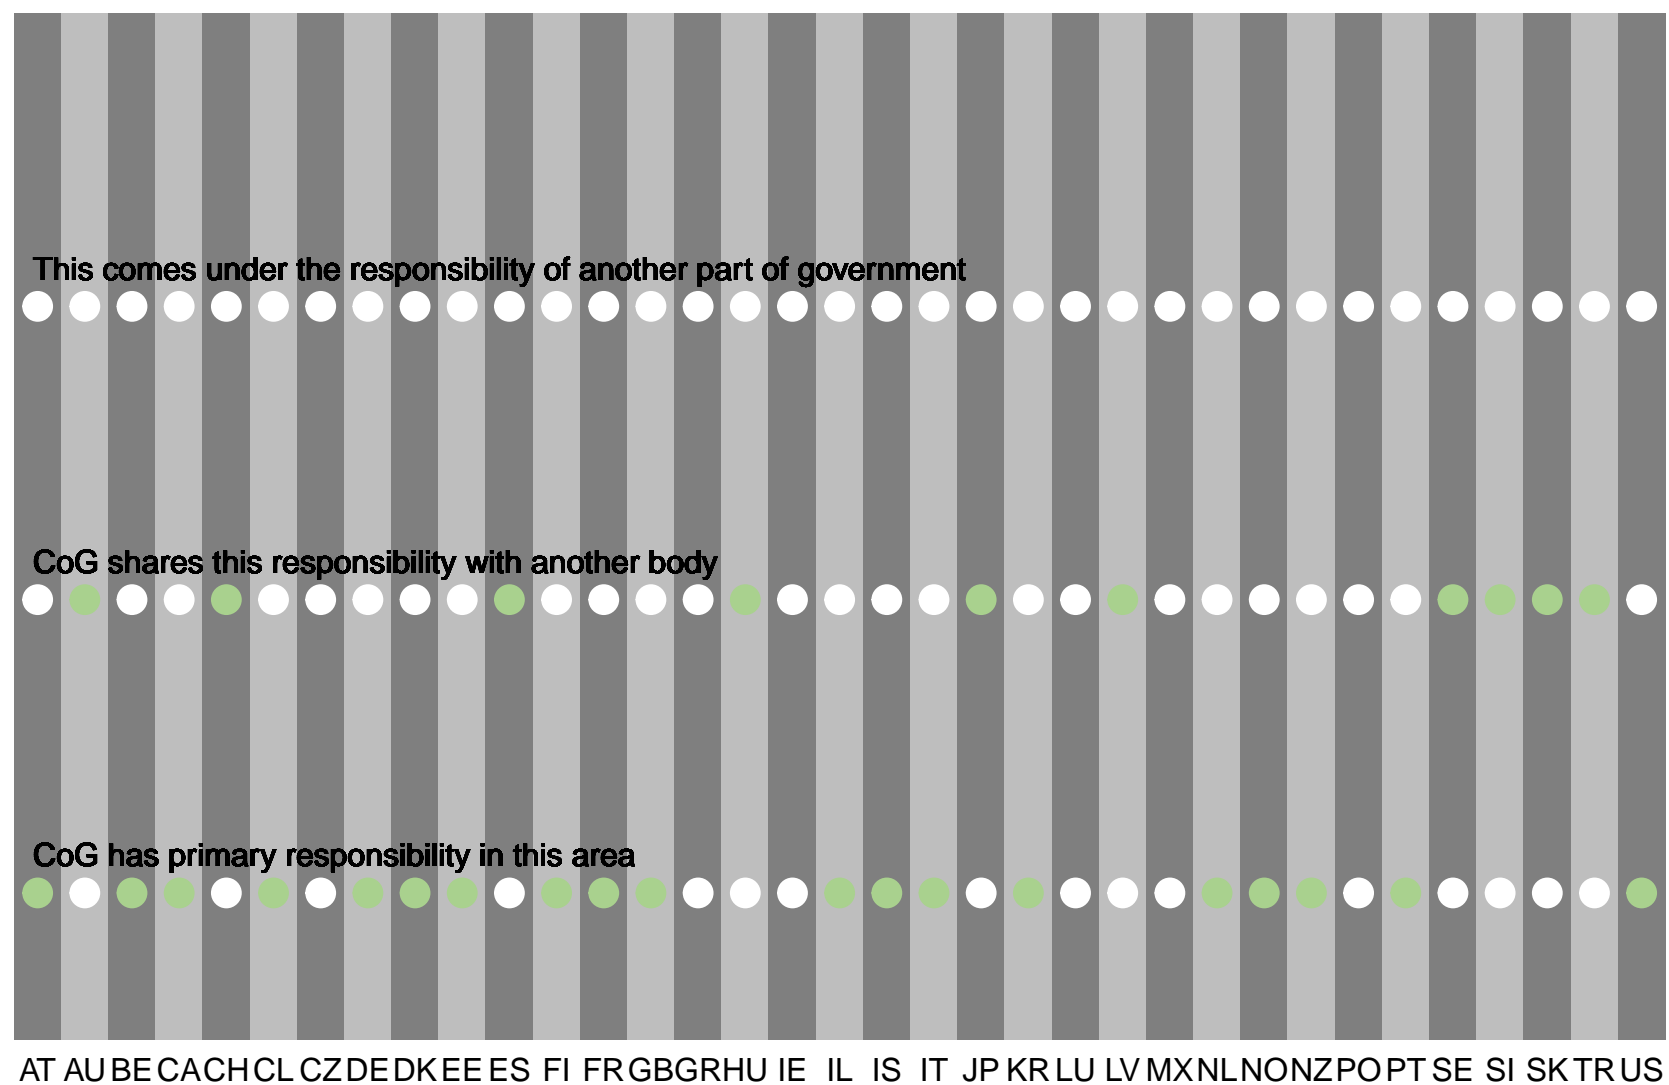 This comes under the responsibility of another part of government
CoG shares this responsibility with another body
CoG has primary responsibility in this area
AT AU BE CA CH CL CZ DE DK EE ES FI FR GB GR HU IE IL IS IT JP KR LU LV MX NL NO NZ PO PT SE SI SK TR US